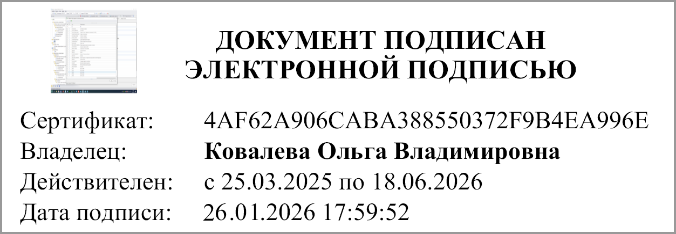 ДОКУМЕНТ ПОДПИСАН
ЭЛЕКТРОННОЙ ПОДПИСЬЮ
Сертификат: 4AF62A906CABA388550372F9B4EA996E
Владелец: Ковалева Ольга Владимировна
Действителен: с 25.03.2025 по 18.06.2026
Дата подписи: 26.01.2026 17:59:52